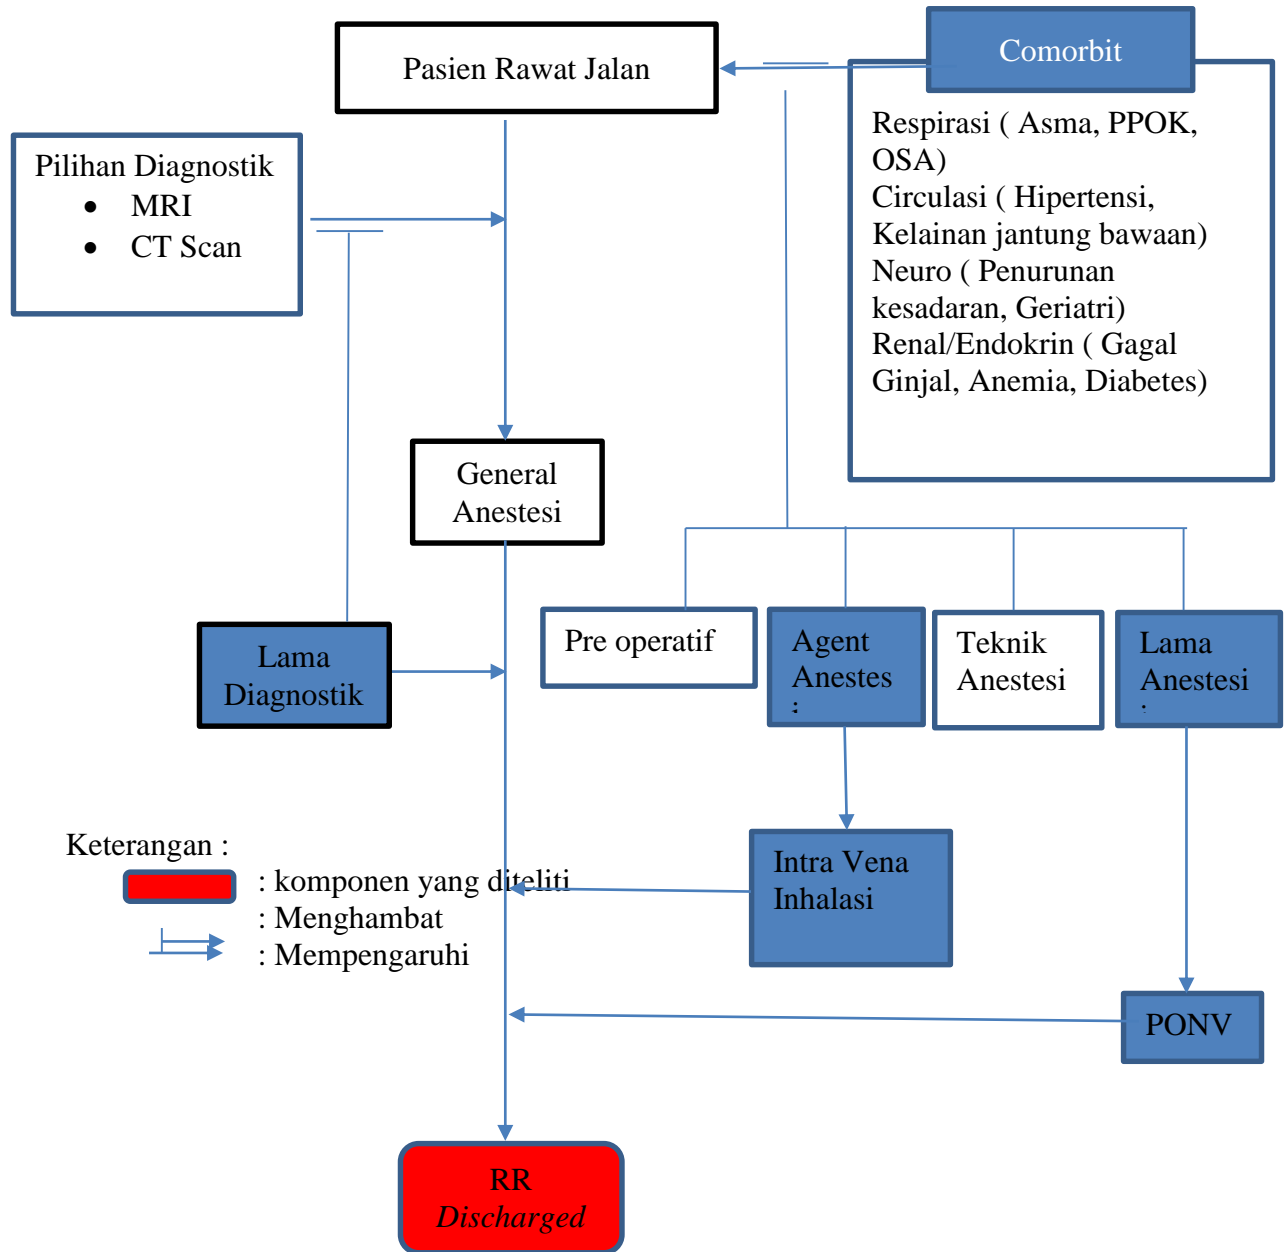 Pasien Rawat Jalan
Comorbit
Respirasi ( Asma, PPOK,
OSA)
Circulasi ( Hipertensi,
Kelainan jantung bawaan)
Neuro ( Penurunan
kesadaran, Geriatri)
Renal/Endokrin ( Gagal
Ginjal, Anemia, Diabetes)
Pilihan Diagnostik
• MRI
• CT Scan
General
Anestesi
Pre operatif
Agent
Anestes
i
Teknik
Anestesi
Lama
Anestesi
:
Lama
Diagnostik
Intra Vena
Inhalasi
Keterangan :
: komponen yang diteliti
: Menghambat
: Mempengaruhi
PONV
RR
Discharged